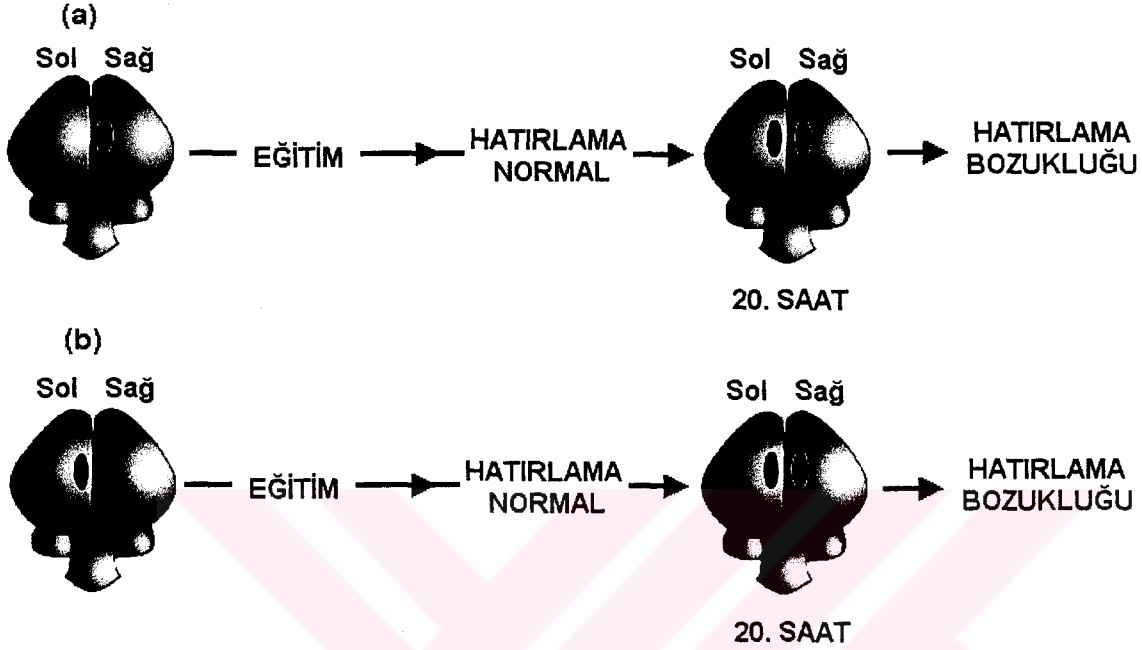 (a)
Sol Sağ
EĞİTİM
HATIRLAMA
NORMAL
Sol Sağ
20. SAAT
HATIRLAMA
BOZUKLUĞU
(b)
Sol Sağ
EĞİTİM
HATIRLAMA
NORMAL
Sol Sağ
20. SAAT
HATIRLAMA
BOZUKLUĞU